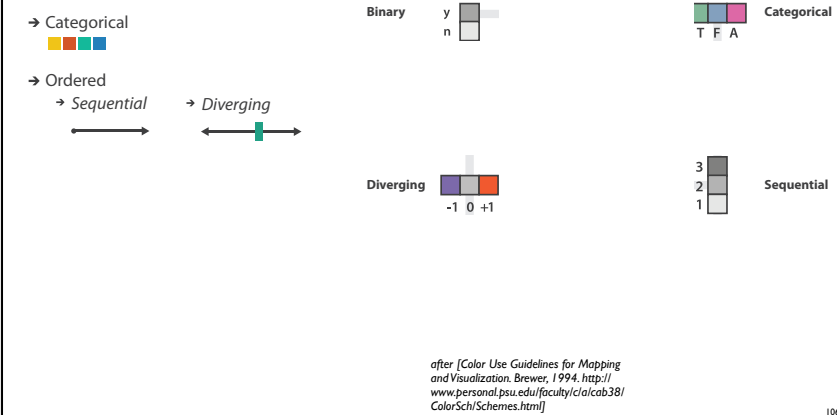 → Categorical
→ Ordered
→ Sequential → Diverging
Binary
y
n
T F A
Categorical
Diverging
-1 0 +1
3
2
1
Sequential
after [Color Use Guidelines for Mapping
and Visualization. Brewer, 1994. http://
www.personal.psu.edu/faculty/c/a/cab38/
ColorSch/Schemes.html]